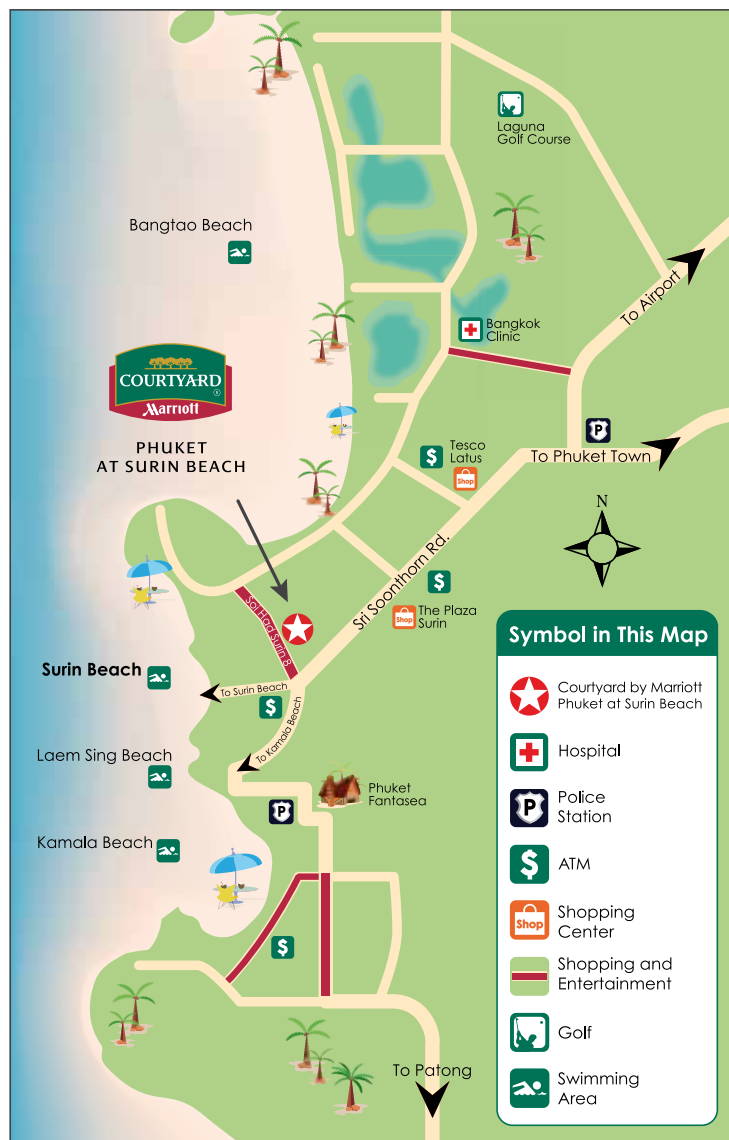 Laguna
Golf Course
Bangtao Beach
To Airport
Bangkok
Clinic
COURTYARD
®
Marriott
PHUKET
AT SURIN BEACH
Tesco
Latus
Shop
$
P
To Phuket Town
N
Sri Soonthorn Rd.
$
Shop
The Plaza
Surin
Soi Had Surin 8
Surin Beach
To Surin Beach
$
To Kamala Beach
Laem Sing Beach
Phuket
Fantasea
P
Kamala Beach
$
To Patong
Symbol in This Map
Courtyard by Marriott
Phuket at Surin Beach
Hospital
P
Police
Station
$
ATM
Shop
Shopping
Center
Shopping and
Entertainment
Golf
Swimming
Area